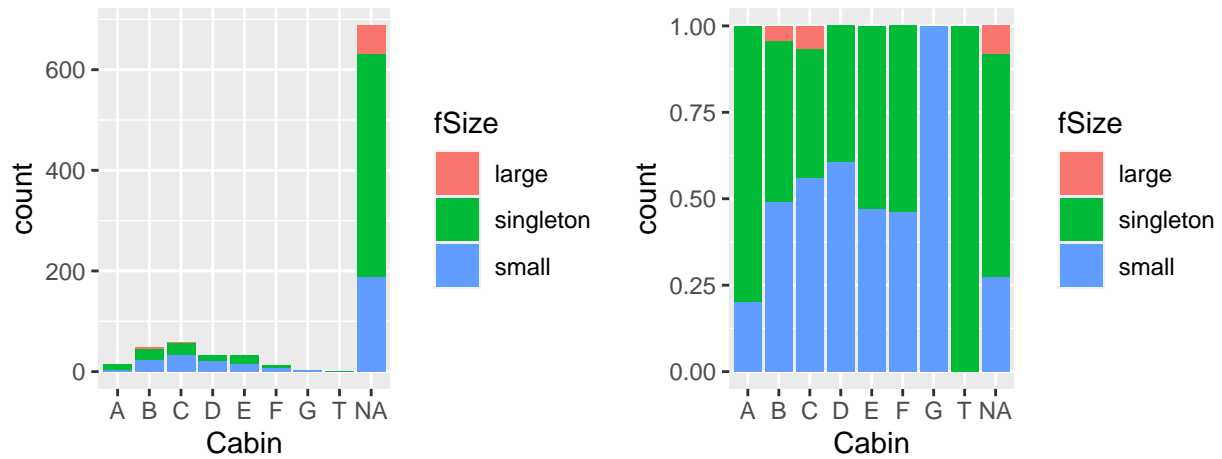 600
400
200
0
count
A B C D E F G T NA
Cabin
fSize
large
singleton
small
1.00
0.75
0.50
0.25
0.00
count
A B C D E F G T NA
Cabin
fSize
large
singleton
small